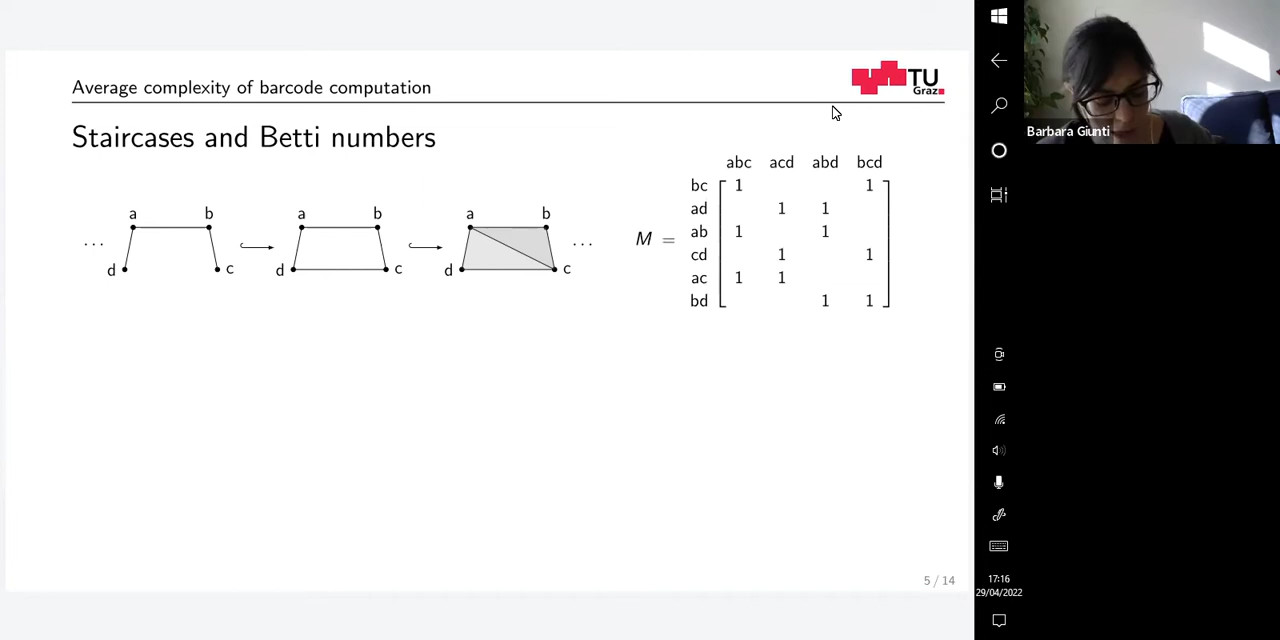 Average complexity of barcode computation
TU
Graz
Staircases and Betti numbers
a b a b a b
... ...
d c d c d c
abc acd abd bcd
bc 1 1
ad 1 1
M = ab 1 1
cd 1 1
ac 1 1
bd 1 1
5 / 14
Barbara Giunti
17:16
29/04/2022